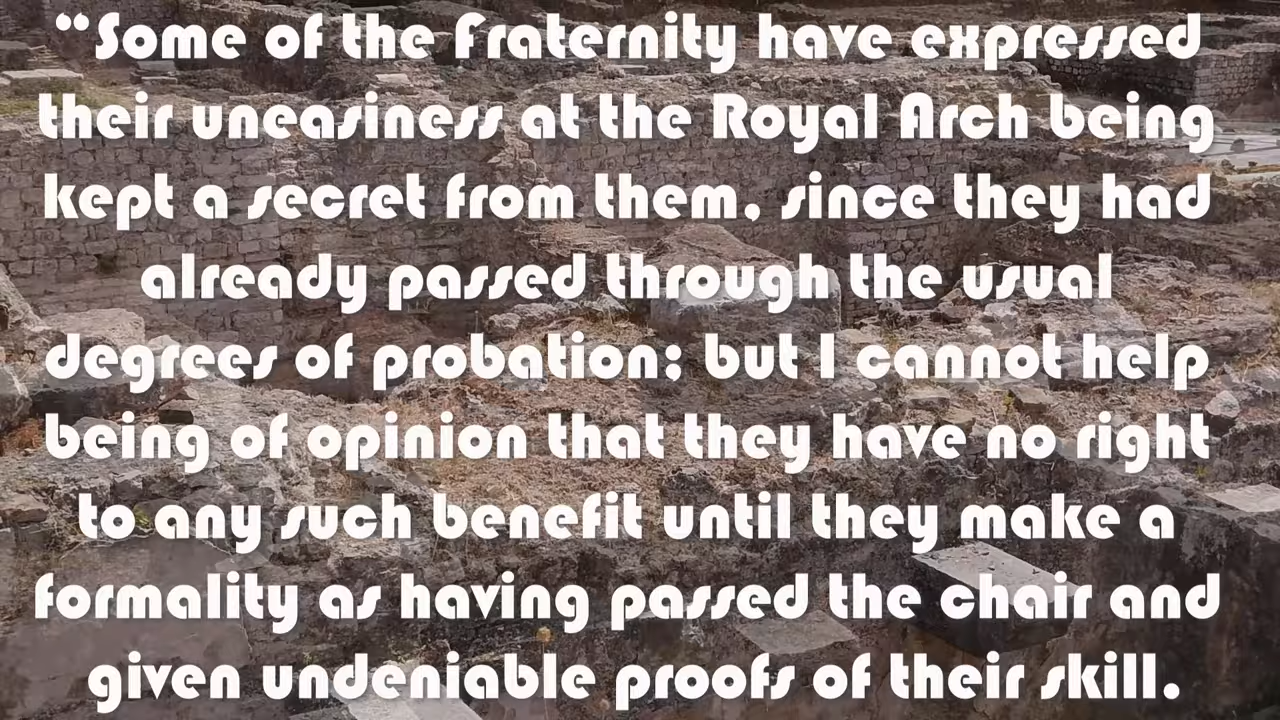 “Some of the Fraternity have expressed
their uneasiness at the Royal Arch being
kept a secret from them, since they had
already passed through the usual
degrees of probation; but I cannot help
being of opinion that they have no right
to any such benefit until they make a
formality as having passed the chair and
given undeniable proofs of their skill.